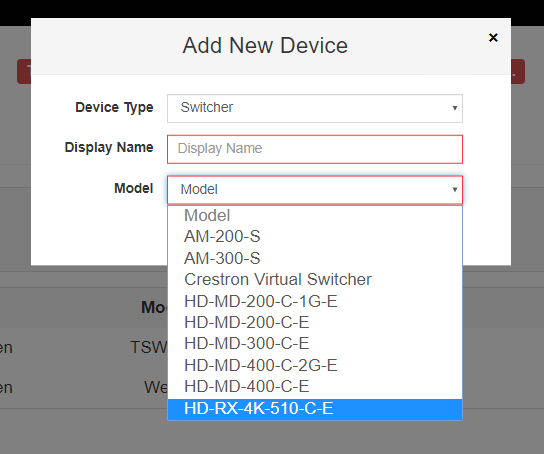 Add New Device
×
Device Type
Switcher
Display Name
Display Name
Model
Model
Model
AM-200-S
AM-300-S
Crestron Virtual Switcher
HD-MD-200-C-1G-E
HD-MD-200-C-E
HD-MD-300-C-E
HD-MD-400-C-2G-E
HD-MD-400-C-E
HD-RX-4K-510-C-E
Mo
en
TSW
en
We